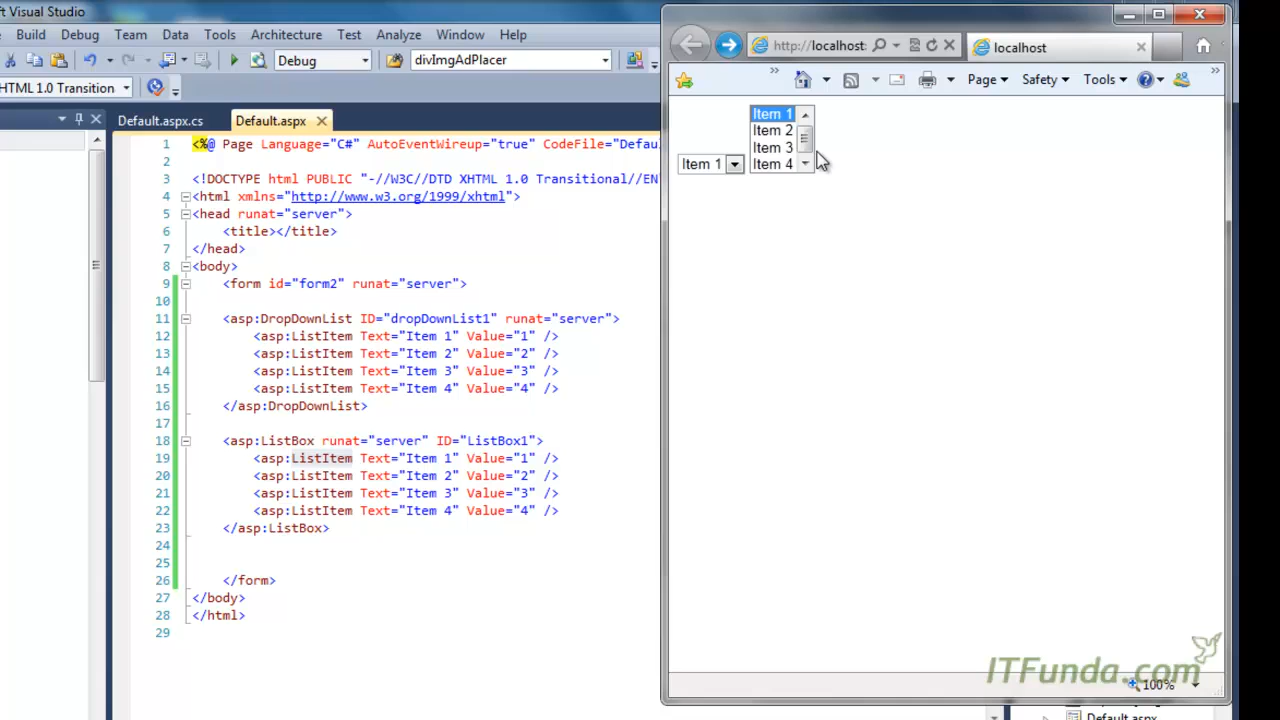 ft Visual Studio
Build Debug Team Data Tools Architecture Test Analyze Window Help
Debug divImgAdPlacer
HTML 1.0 Transition
Default.aspx.cs Default.aspx
1 <%@ Page Language="C#" AutoEventWireup="true" CodeFile="Defau
2
3 <!DOCTYPE html PUBLIC "-//W3C//DTD XHTML 1.0 Transitional//EN
4 <html xmlns="http://www.w3.org/1999/xhtml">
5 <head runat="server">
6 <title></title>
7 </head>
8 <body>
9 <form id="form2" runat="server">
10
11 <asp:DropDownList ID="dropDownList1" runat="server">
12 <asp:ListItem Text="Item 1" Value="1" />
13 <asp:ListItem Text="Item 2" Value="2" />
14 <asp:ListItem Text="Item 3" Value="3" />
15 <asp:ListItem Text="Item 4" Value="4" />
16 </asp:DropDownList>
17
18 <asp:ListBox runat="server" ID="ListBox1">
19 <asp:ListItem Text="Item 1" Value="1" />
20 <asp:ListItem Text="Item 2" Value="2" />
21 <asp:ListItem Text="Item 3" Value="3" />
22 <asp:ListItem Text="Item 4" Value="4" />
23 </asp:ListBox>
24
25
26 </form>
27 </body>
28 </html>
29
http://localhost: localhost
Page Safety Tools
Item 1
Item 2
Item 3
Item 1 Item 4
ITFunda.com
100%
Default.aspx